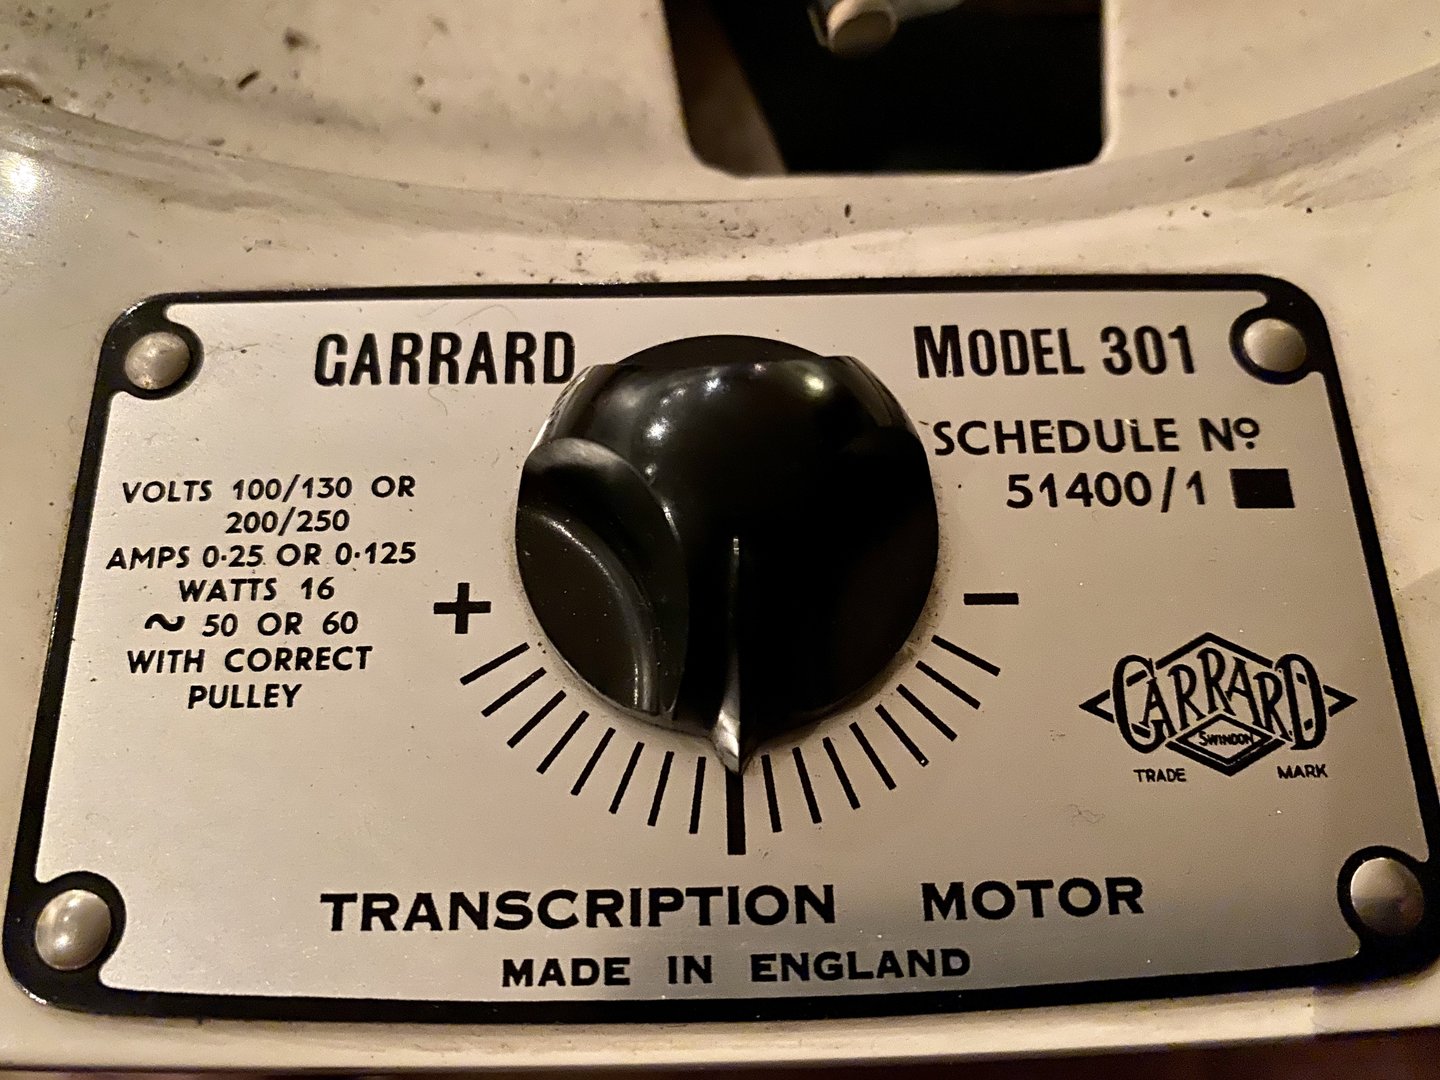 GARRARD
MODEL 301
SCHEDULE Nº
51400/1
VOLTS 100/130 OR
200/250
AMPS 0·25 OR 0·125
WATTS 16
~ 50 OR 60
WITH CORRECT
PULLEY
+
−
GARRARD
SWINDON
TRADE MARK
TRANSCRIPTION MOTOR
MADE IN ENGLAND